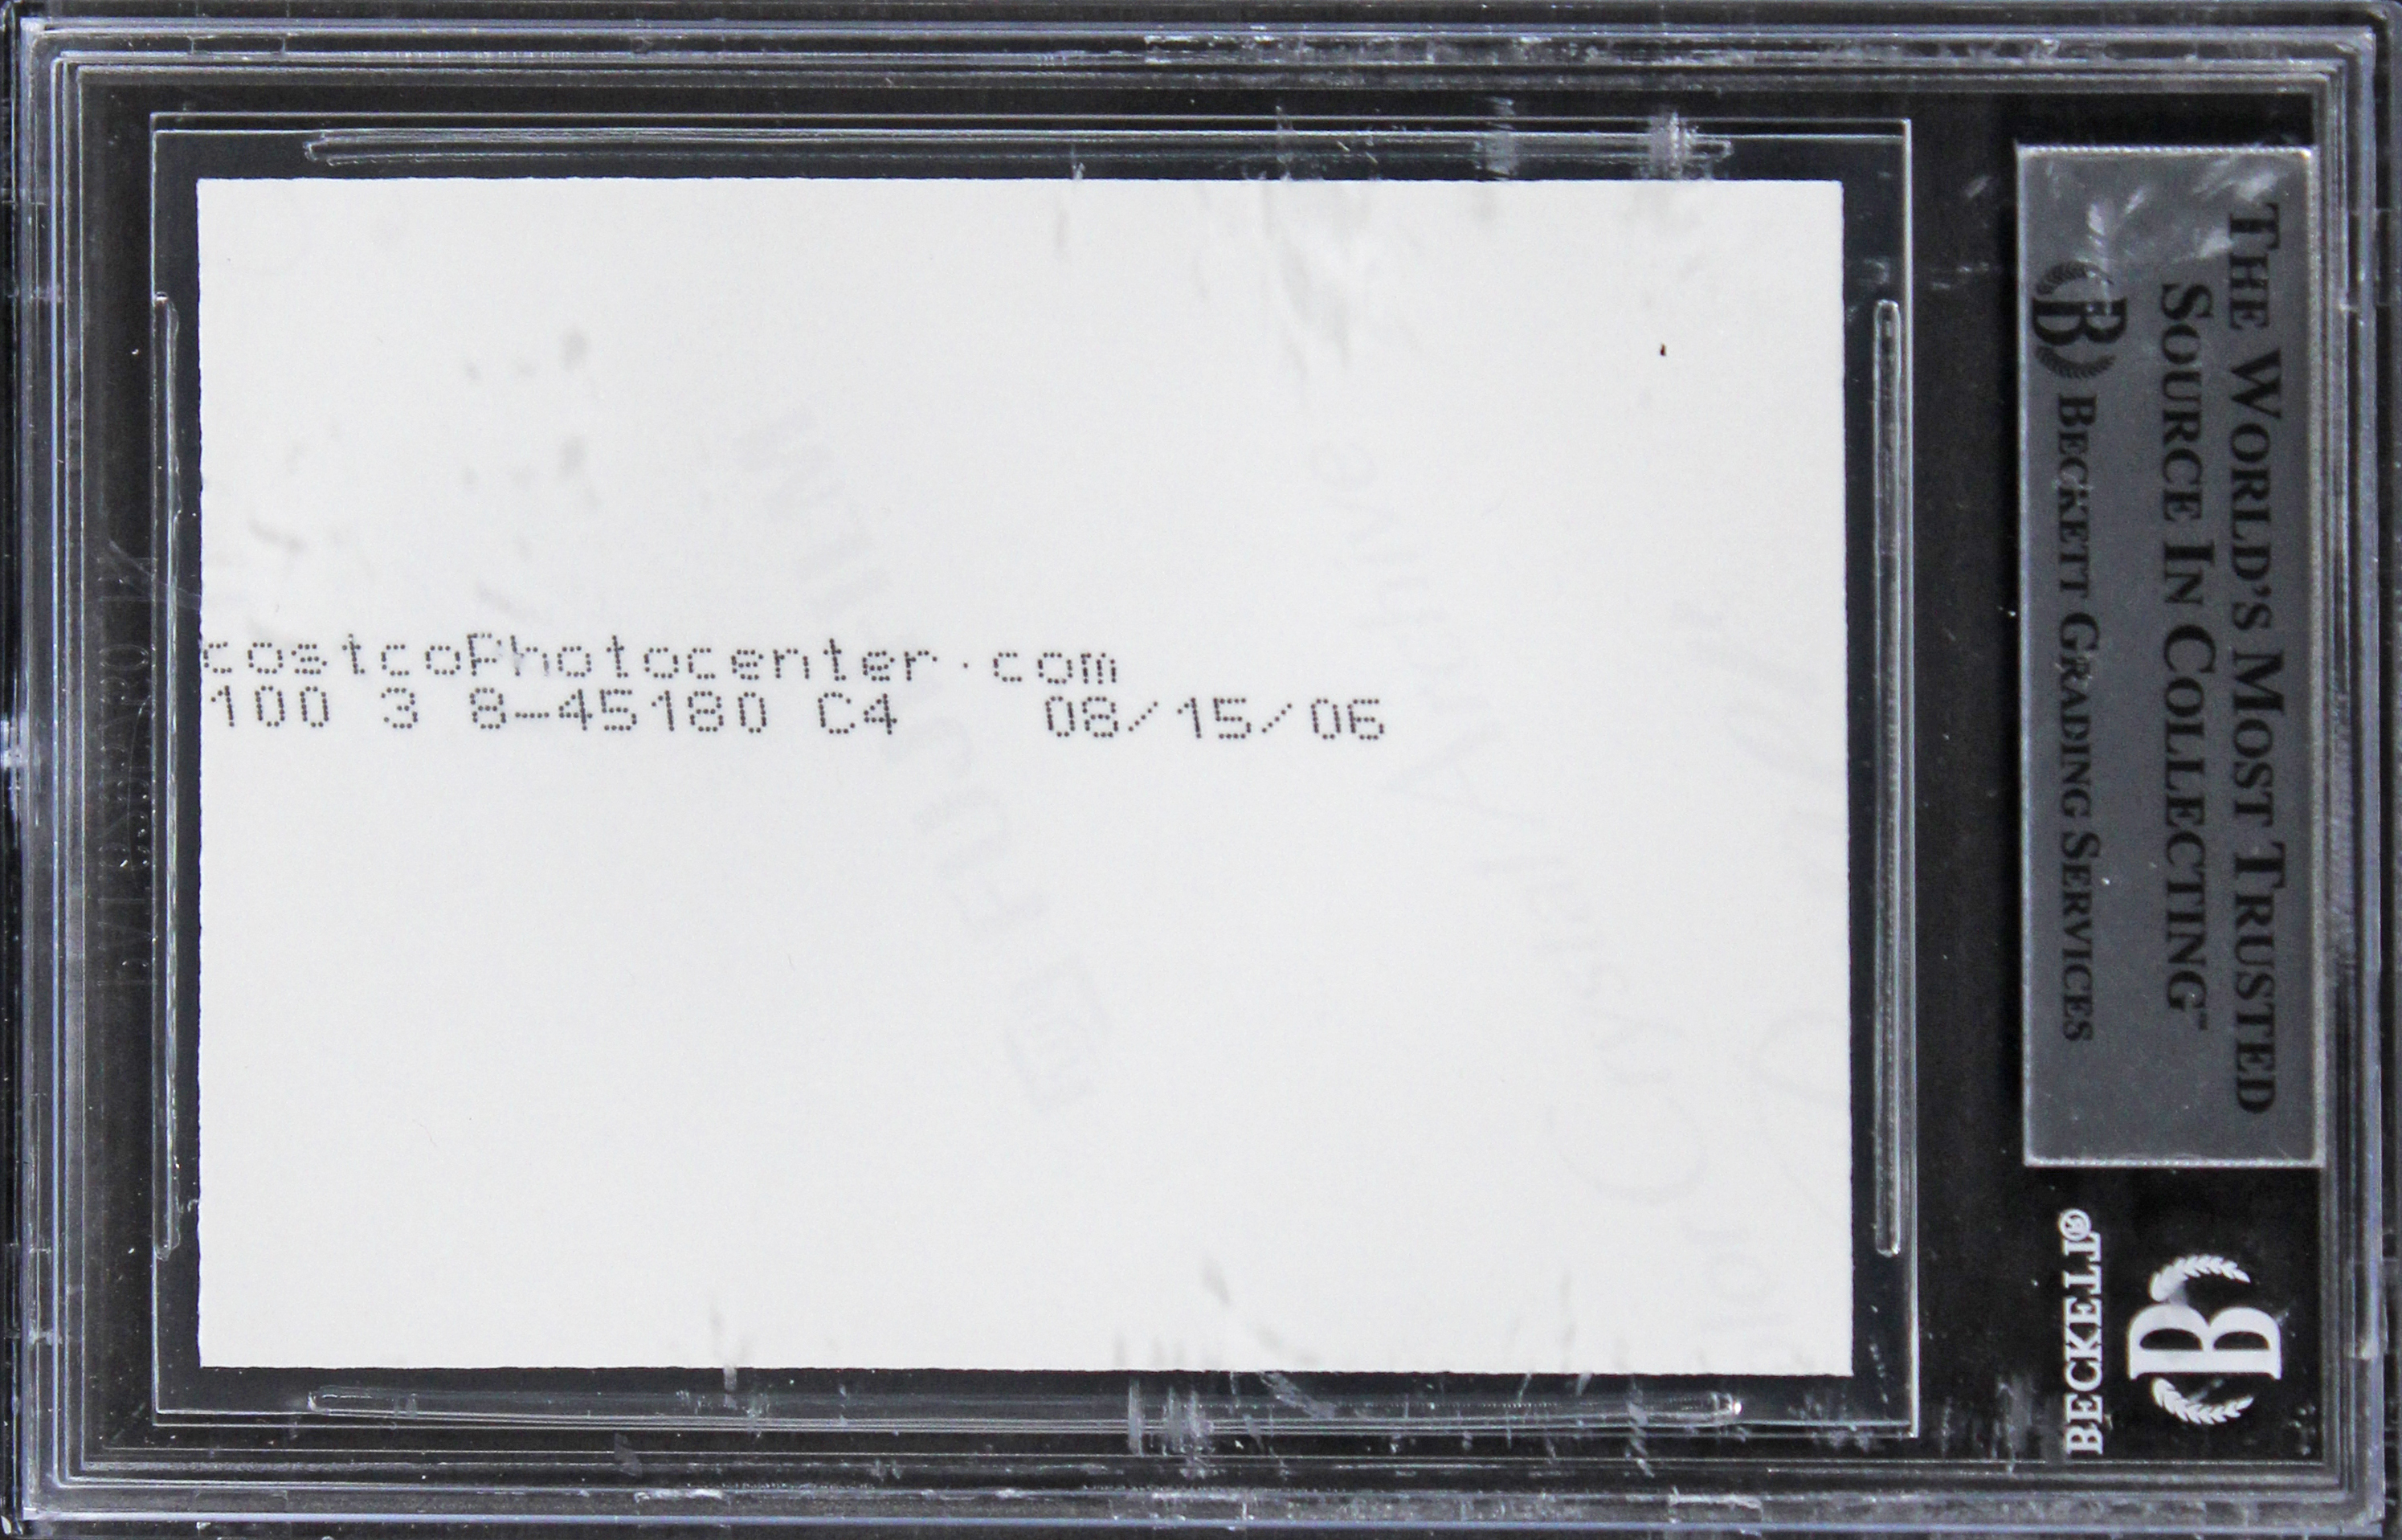 costcoPhotocenter.com
100 3 8-45180 C4 08/15/06
THE WORLD'S MOST TRUSTED
SOURCE IN COLLECTING™
B BECKETT GRADING SERVICES
BECKETT®
B